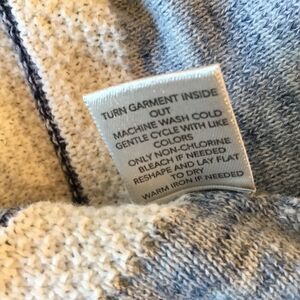 TURN GARMENT INSIDE
OUT
MACHINE WASH COLD
GENTLE CYCLE WITH LIKE
COLORS
ONLY NON-CHLORINE
BLEACH IF NEEDED
RESHAPE AND LAY FLAT
TO DRY
WARM IRON IF NEEDED